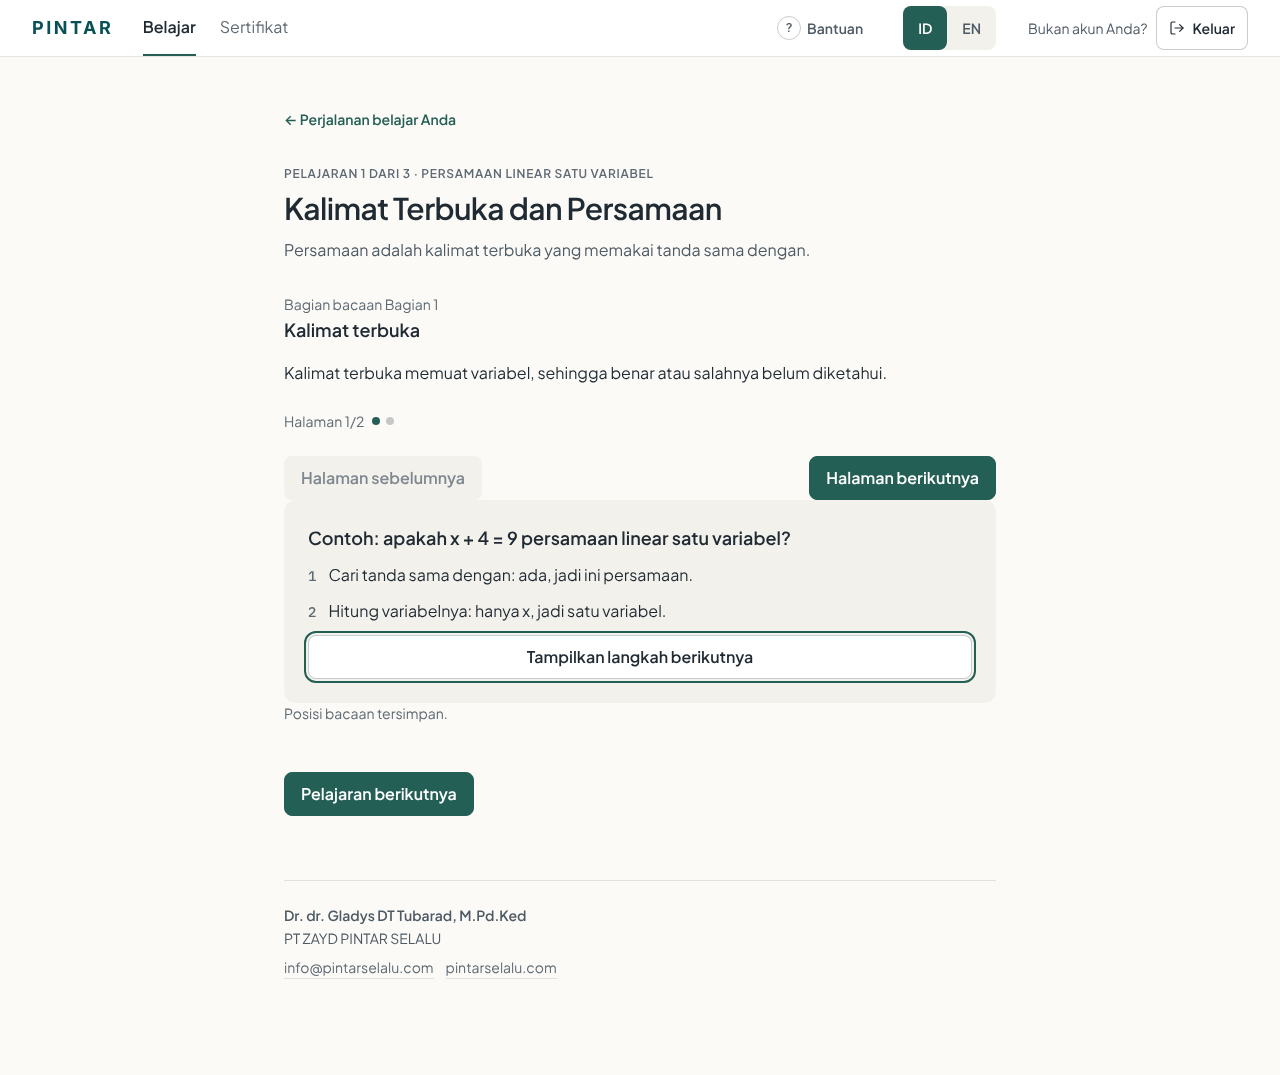 PINTAR
Belajar
Sertifikat
? Bantuan
ID
EN
Bukan akun Anda?
Keluar
← Perjalanan belajar Anda
PELAJARAN 1 DARI 3 · PERSAMAAN LINEAR SATU VARIABEL
Kalimat Terbuka dan Persamaan
Persamaan adalah kalimat terbuka yang memakai tanda sama dengan.
Bagian bacaan Bagian 1
Kalimat terbuka
Kalimat terbuka memuat variabel, sehingga benar atau salahnya belum diketahui.
Halaman 1/2
Halaman sebelumnya
Halaman berikutnya
Contoh: apakah x + 4 = 9 persamaan linear satu variabel?
1 Cari tanda sama dengan: ada, jadi ini persamaan.
2 Hitung variabelnya: hanya x, jadi satu variabel.
Tampilkan langkah berikutnya
Posisi bacaan tersimpan.
Pelajaran berikutnya
Dr. dr. Gladys DT Tubarad, M.Pd.Ked
PT ZAYD PINTAR SELALU
info@pintarselalu.com pintarselalu.com